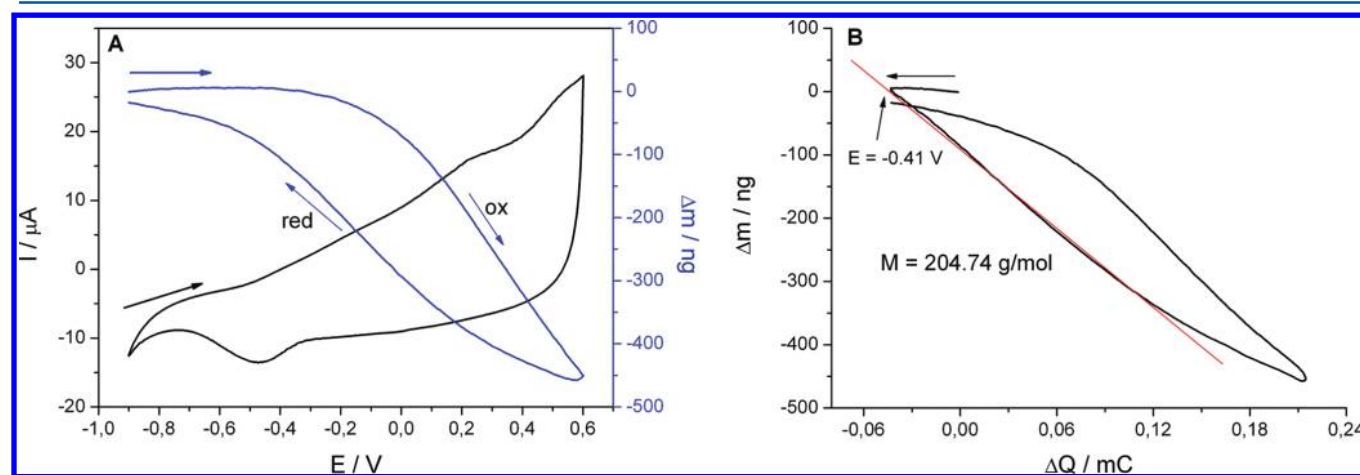 A
I / μA
30
20
10
0
-10
-20
100
0
-100
-200
-300
-400
-500
Δm / ng
red
ox
-1,0 -0,8 -0,6 -0,4 -0,2 0,0 0,2 0,4 0,6
E / V
B
Δm / ng
100
0
-100
-200
-300
-400
-500
E = -0.41 V
M = 204.74 g/mol
-0,06 0,00 0,06 0,12 0,18 0,24
ΔQ / mC